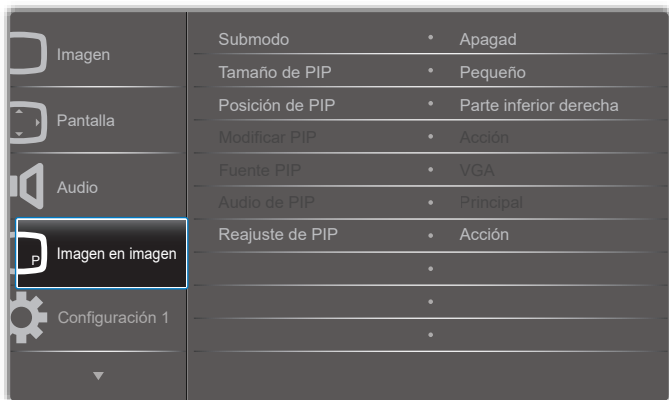 Imagen
Submodo • Apagad
Tamaño de PIP • Pequeño
Posición de PIP • Parte inferior derecha
Pantalla
Modificar PIP • Acción
Fuente PIP • VGA
Audio
Audio de PIP • Principal
Reajuste de PIP • Acción
P Imagen en imagen
Configuración 1